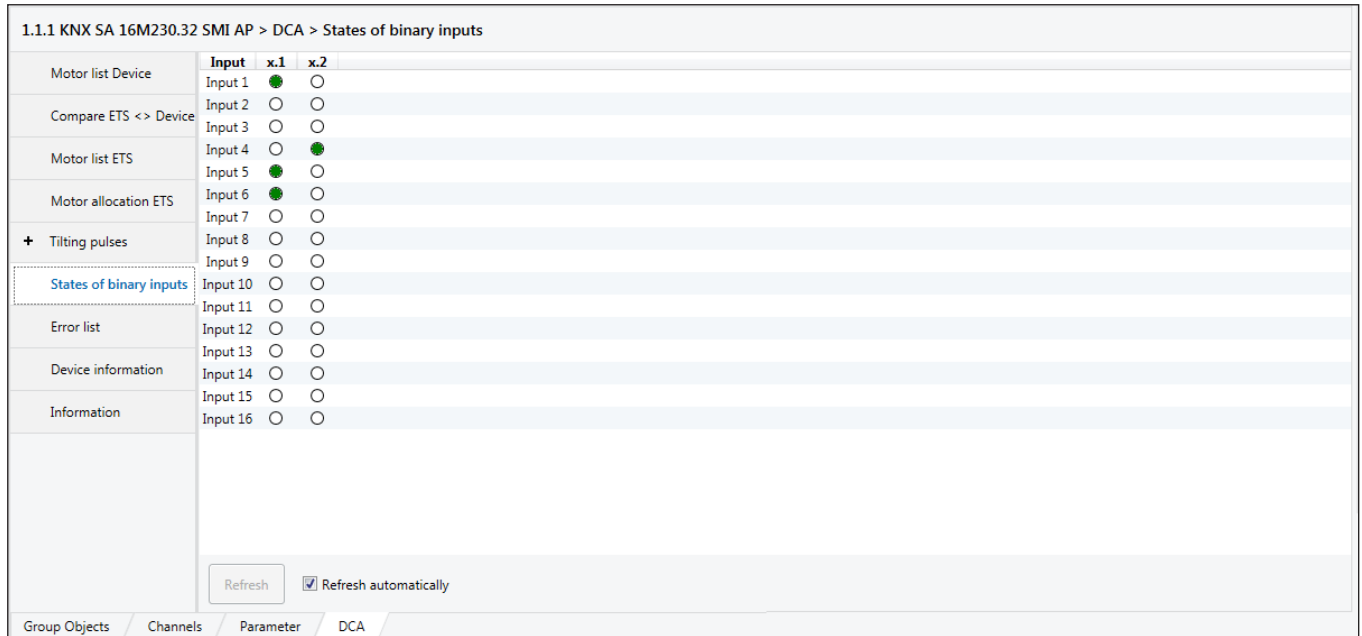 1.1.1 KNX SA 16M230.32 SMI AP > DCA > States of binary inputs
Motor list Device
Compare ETS <> Device
Motor list ETS
Motor allocation ETS
+ Tilting pulses
States of binary inputs
Error list
Device information
Information
Input x.1 x.2
Input 1
Input 2
Input 3
Input 4
Input 5
Input 6
Input 7
Input 8
Input 9
Input 10
Input 11
Input 12
Input 13
Input 14
Input 15
Input 16
Refresh Refresh automatically
Group Objects Channels Parameter DCA